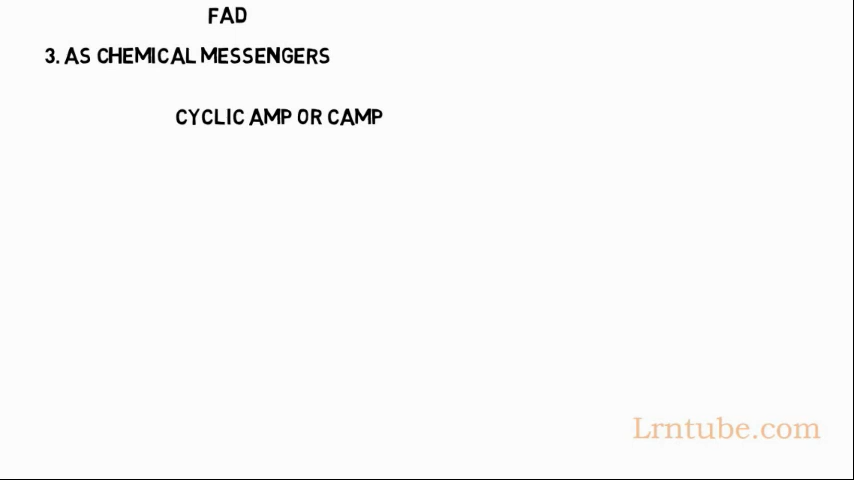 FAD
3. AS CHEMICAL MESSENGERS
CYCLIC AMP OR CAMP
Lrntube.com